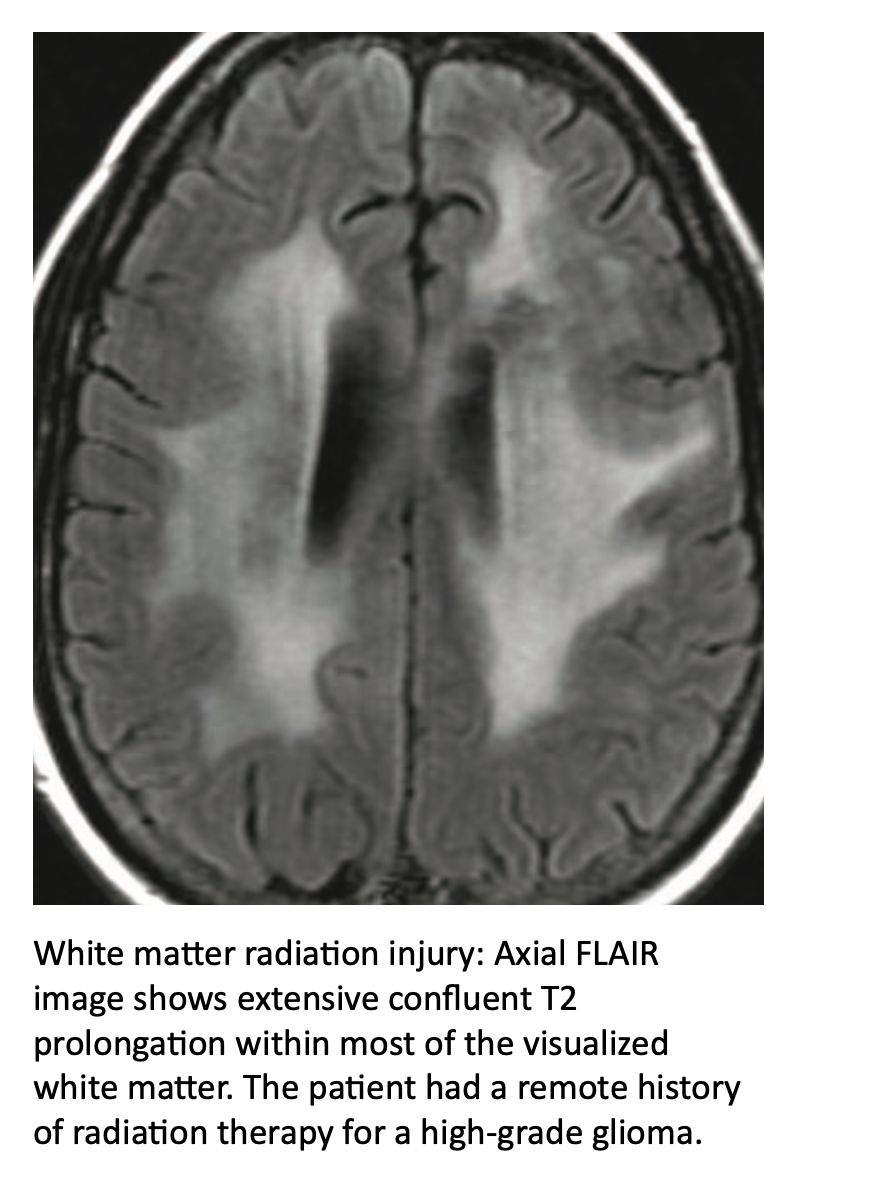 White matter radiation injury: Axial FLAIR
image shows extensive confluent T2
prolongation within most of the visualized
white matter. The patient had a remote history
of radiation therapy for a high-grade glioma.